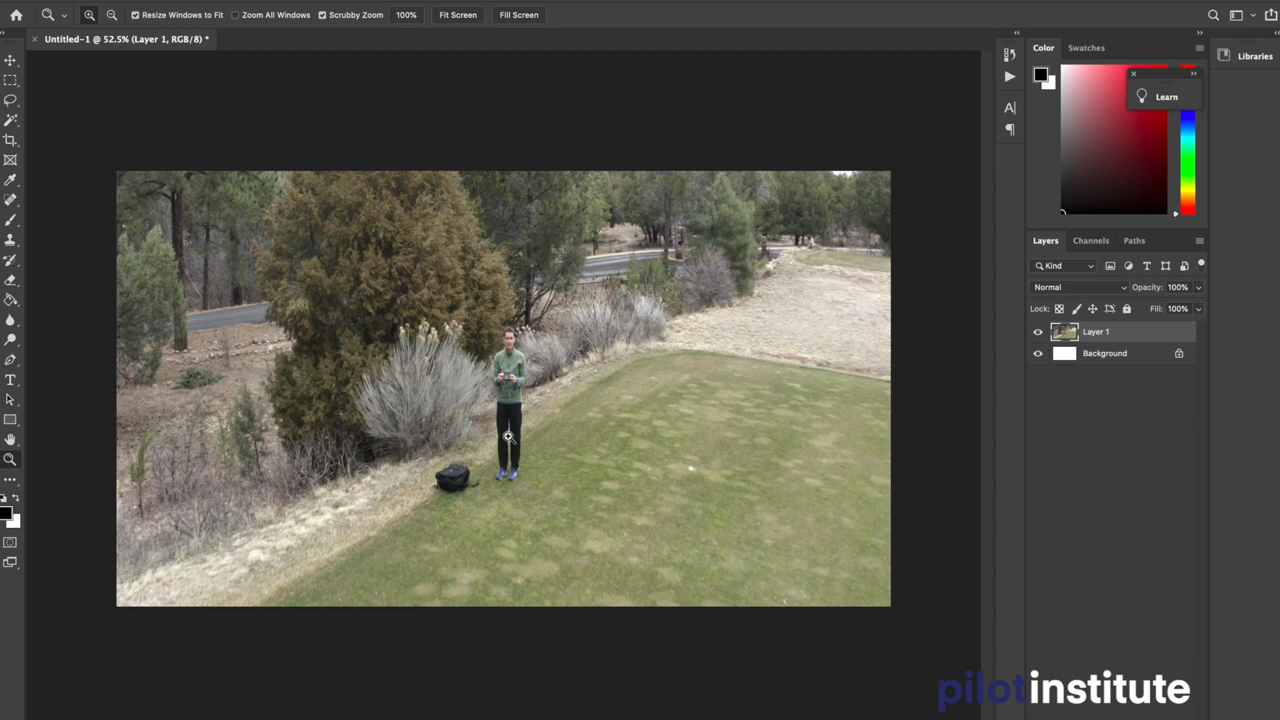 Resize Windows to Fit Zoom All Windows Scrubby Zoom 100% Fit Screen Fill Screen
Untitled-1 @ 52.5% (Layer 1, RGB/8) *
Color Swatches
Libraries
Learn
A|
Layers Channels Paths
Kind
Normal Opacity: 100%
Lock: Fill: 100%
Layer 1
Background
pilotinstitute